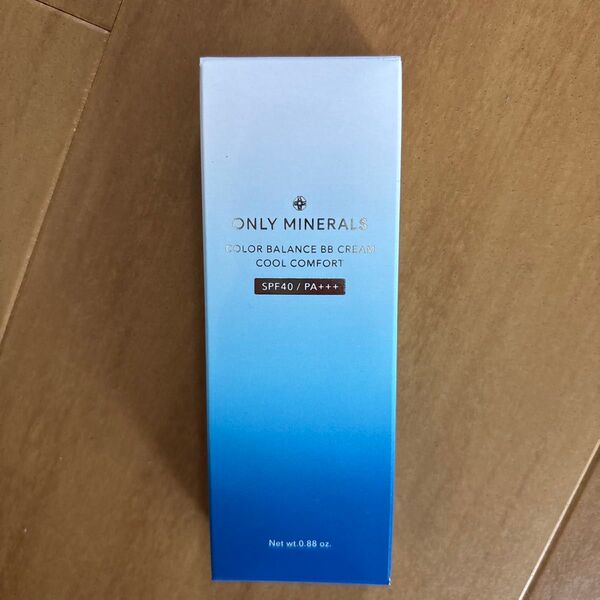 ONLY MINERALS
COLOR BALANCE BB CREAM
COOL COMFORT
SPF40 / PA+++
Net wt.0.88 oz.